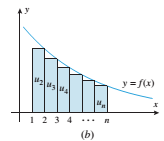 y
u₂ u₃ u₄ uₙ y = f(x)
x
1 2 3 4 ⋯ n
(b)